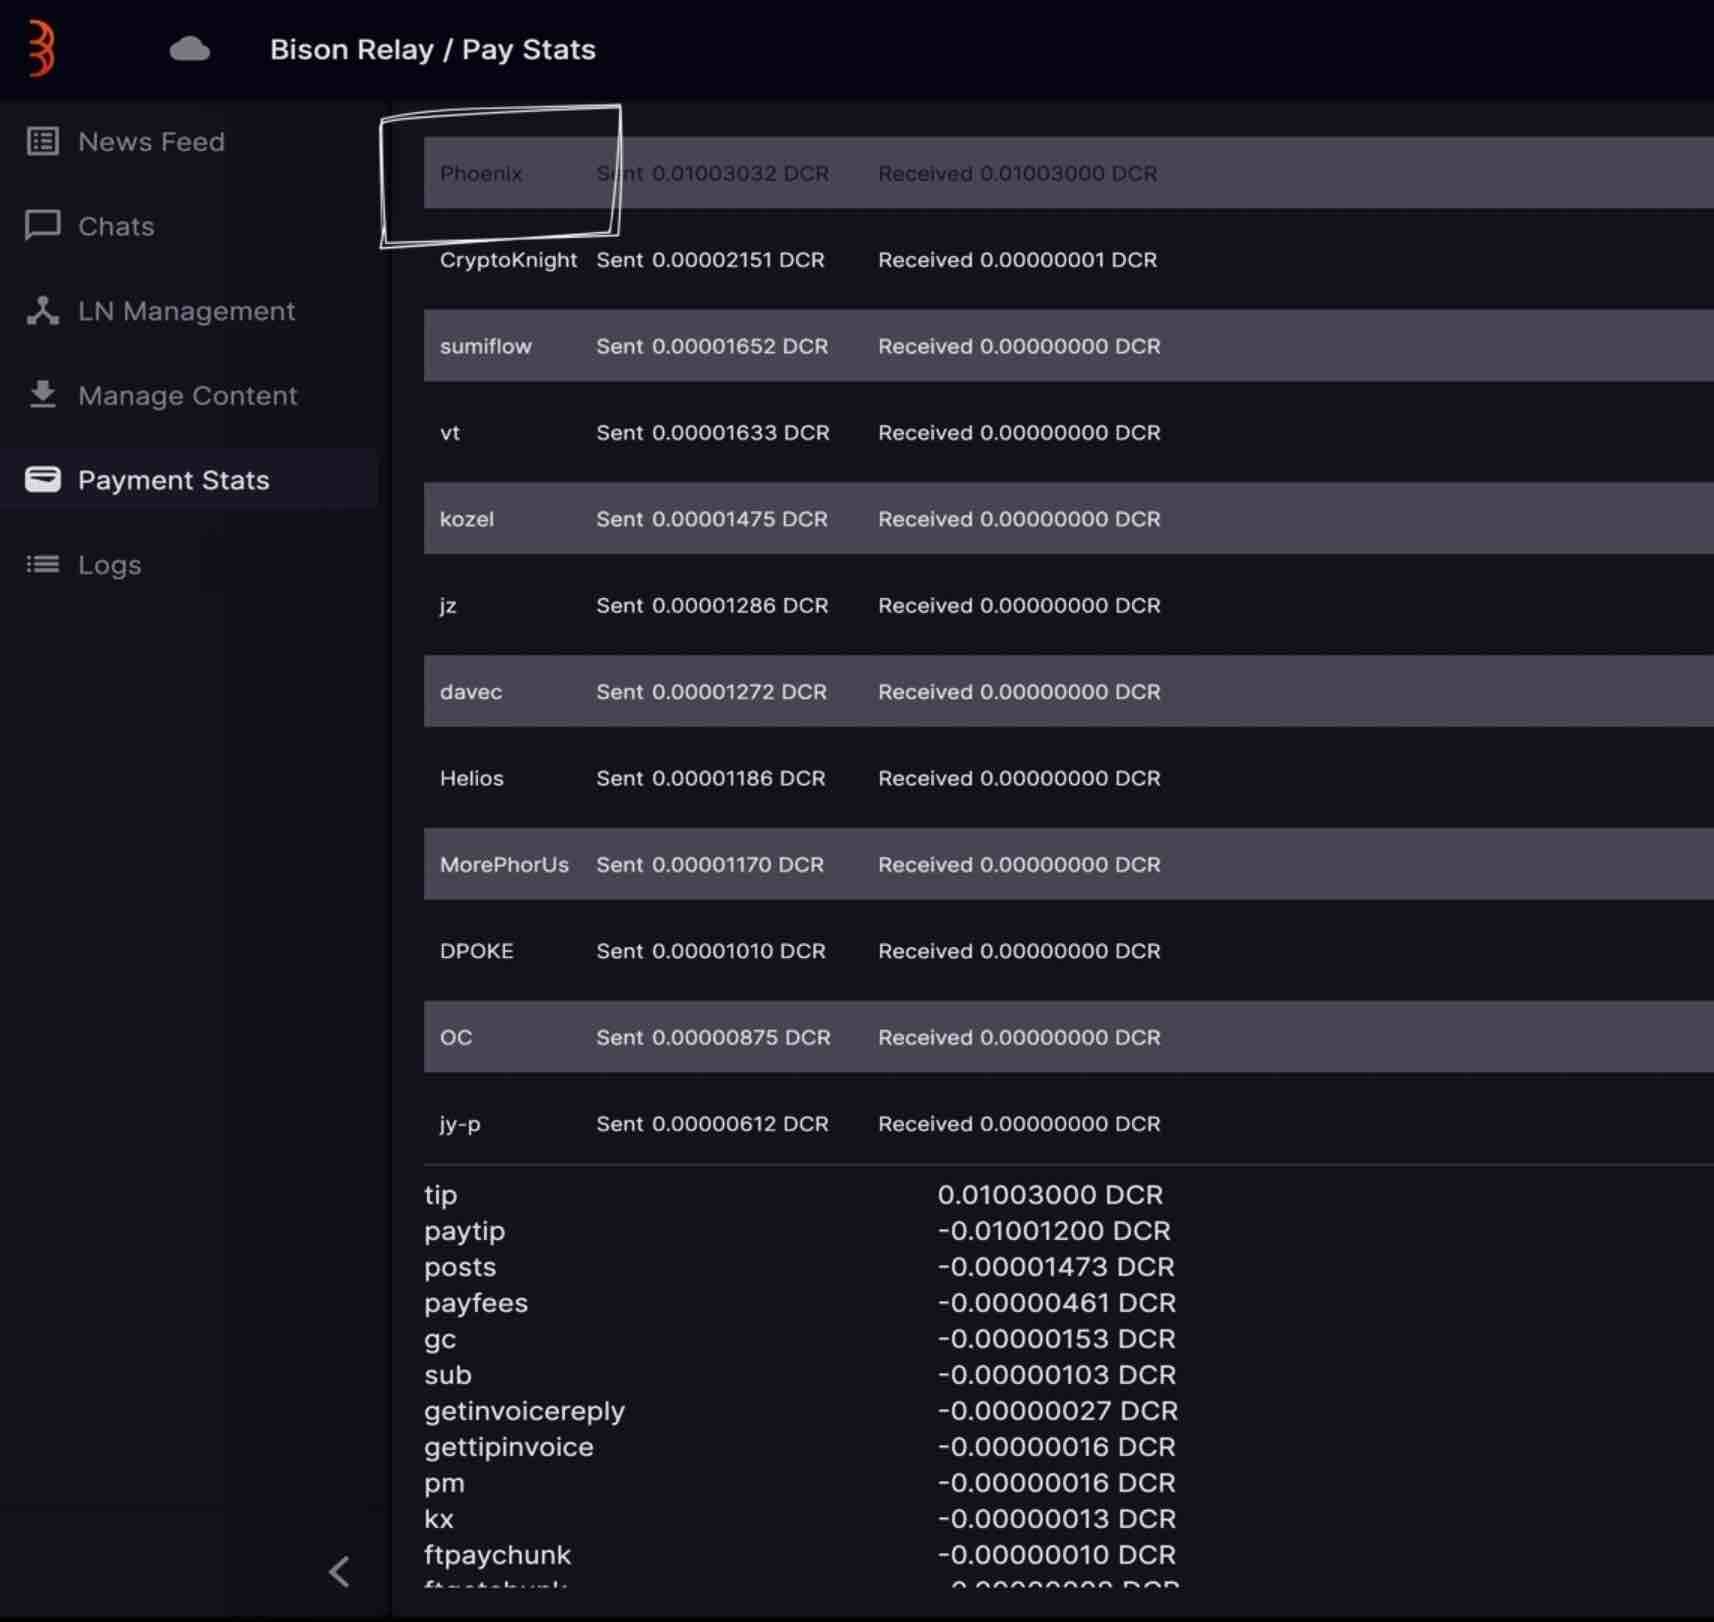 Bison Relay / Pay Stats
News Feed
Chats
LN Management
Manage Content
Payment Stats
Logs
Phoenix Sent 0.01003032 DCR Received 0.01003000 DCR
CryptoKnight Sent 0.00002151 DCR Received 0.00000001 DCR
sumiflow Sent 0.00001652 DCR Received 0.00000000 DCR
vt Sent 0.00001633 DCR Received 0.00000000 DCR
kozel Sent 0.00001475 DCR Received 0.00000000 DCR
jz Sent 0.00001286 DCR Received 0.00000000 DCR
davec Sent 0.00001272 DCR Received 0.00000000 DCR
Helios Sent 0.00001186 DCR Received 0.00000000 DCR
MorePhorUs Sent 0.00001170 DCR Received 0.00000000 DCR
DPOKE Sent 0.00001010 DCR Received 0.00000000 DCR
OC Sent 0.00000875 DCR Received 0.00000000 DCR
jy-p Sent 0.00000612 DCR Received 0.00000000 DCR
tip 0.01003000 DCR
paytip -0.01001200 DCR
posts -0.00001473 DCR
payfees -0.00000461 DCR
gc -0.00000153 DCR
sub -0.00000103 DCR
getinvoicereply -0.00000027 DCR
gettipinvoice -0.00000016 DCR
pm -0.00000016 DCR
kx -0.00000013 DCR
ftpaychunk -0.00000010 DCR